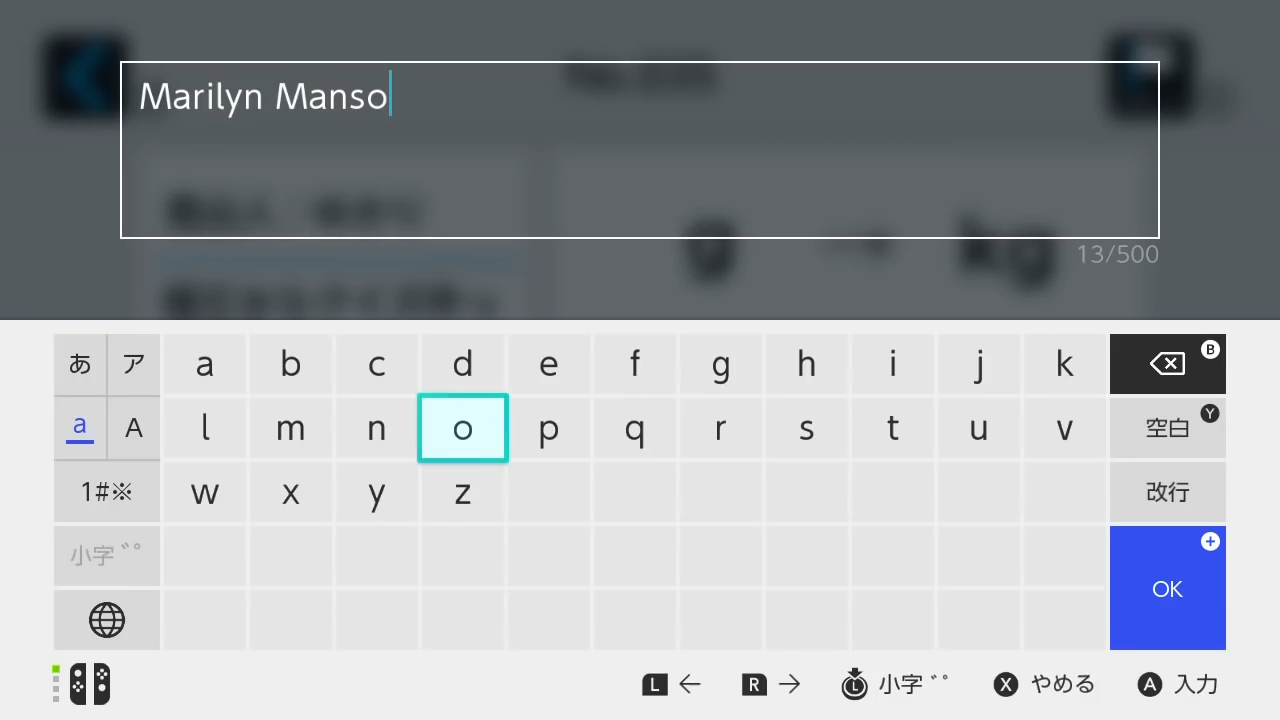 Marilyn Manso
g → kg
13/500
あ ア a b c d e f g h i j k B
a A l m n o p q r s t u v 空白 Y
1#※ w x y z 改行
小字゛゜ +
OK
L ← R → L 小字゛゜ X やめる A 入力